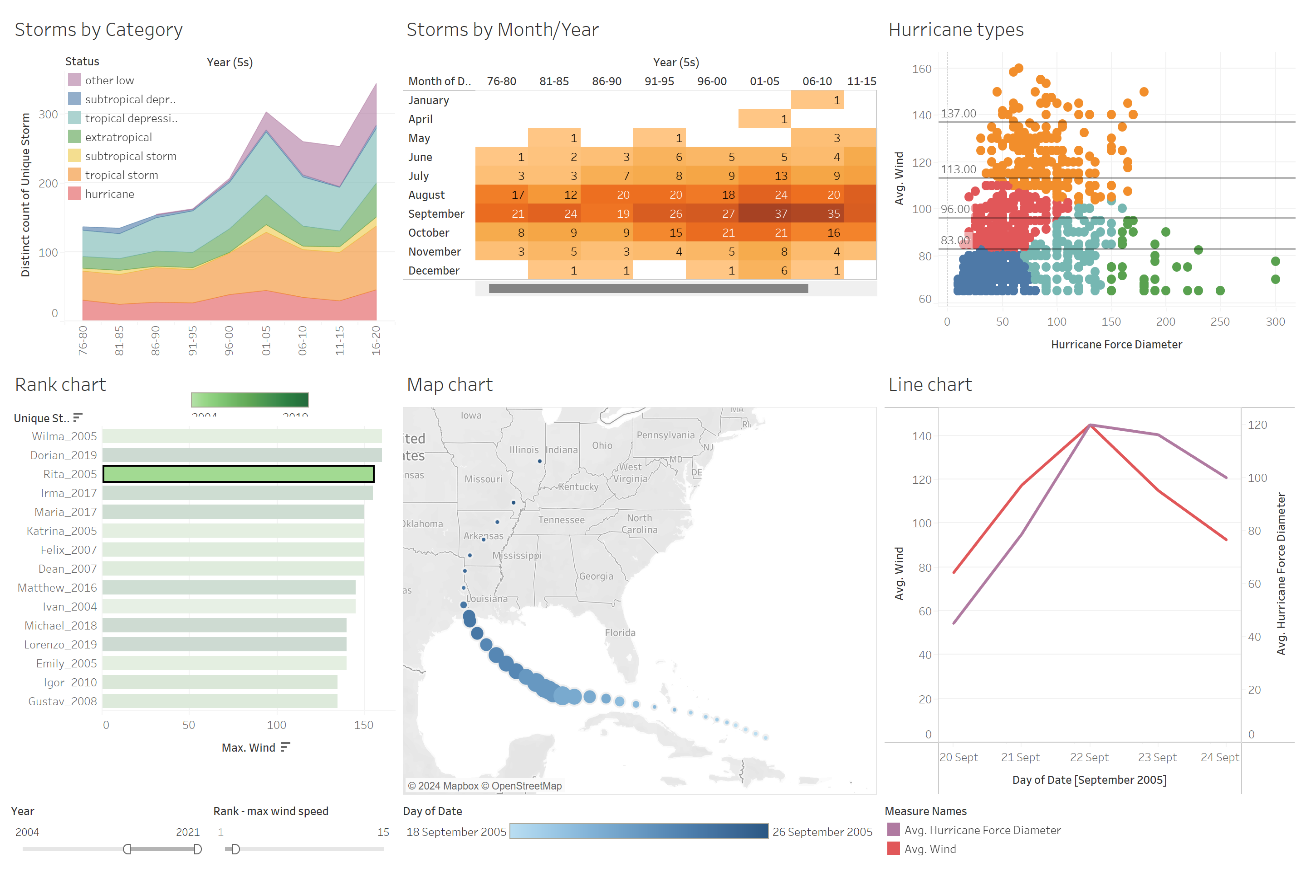 Storms by Category
Status
Year (5s)
other low
subtropical depr..
tropical depressi..
extratropical
subtropical storm
tropical storm
hurricane
Distinct count of Unique Storm
300
200
100
0
76-80 81-85 86-90 91-95 96-00 01-05 06-10 11-15 16-20
Storms by Month/Year
Year (5s)
Month of D.. 76-80 81-85 86-90 91-95 96-00 01-05 06-10 11-15
January 1
April 1
May 1 1 3
June 1 2 3 6 5 5 4
July 3 3 7 8 9 13 9
August 17 12 20 20 18 24 20
September 21 24 19 26 27 37 35
October 8 9 9 15 21 21 16
November 3 5 3 4 3 8 4
December 1 1 1 6 1
Hurricane types
Avg. Wind
160
140
137.00
120
113.00
100
96.00
83.00
80
60
0 50 100 150 200 250 300
Hurricane Force Diameter
Rank chart
Unique St..
Wilma_2005
Dorian_2019
Rita_2005
Irma_2017
Maria_2017
Katrina_2005
Felix_2007
Dean_2007
Matthew_2016
Ivan_2004
Michael_2018
Lorenzo_2019
Emily_2005
Igor_2010
Gustav_2008
0 50 100 150
Max. Wind
Year
2004 2021
Rank - max wind speed
1 15
Map chart
Iowa
ited
ates
Illinois Indiana Ohio Pennsylvania
RI
NJ
MD
DE
nsas Missouri West
Virginia
Kentucky
Oklahoma Tennessee North
Carolina
Arkansas
Mississippi
Georgia
as
Louisiana
Florida
© 2024 Mapbox © OpenStreetMap
Day of Date
18 September 2005 26 September 2005
Line chart
Avg. Wind
140
120
100
80
60
40
20
0
120
100
80
60
40
20
0
Avg. Hurricane Force Diameter
20 Sept 21 Sept 22 Sept 23 Sept 24 Sept
Day of Date [September 2005]
Measure Names
Avg. Hurricane Force Diameter
Avg. Wind